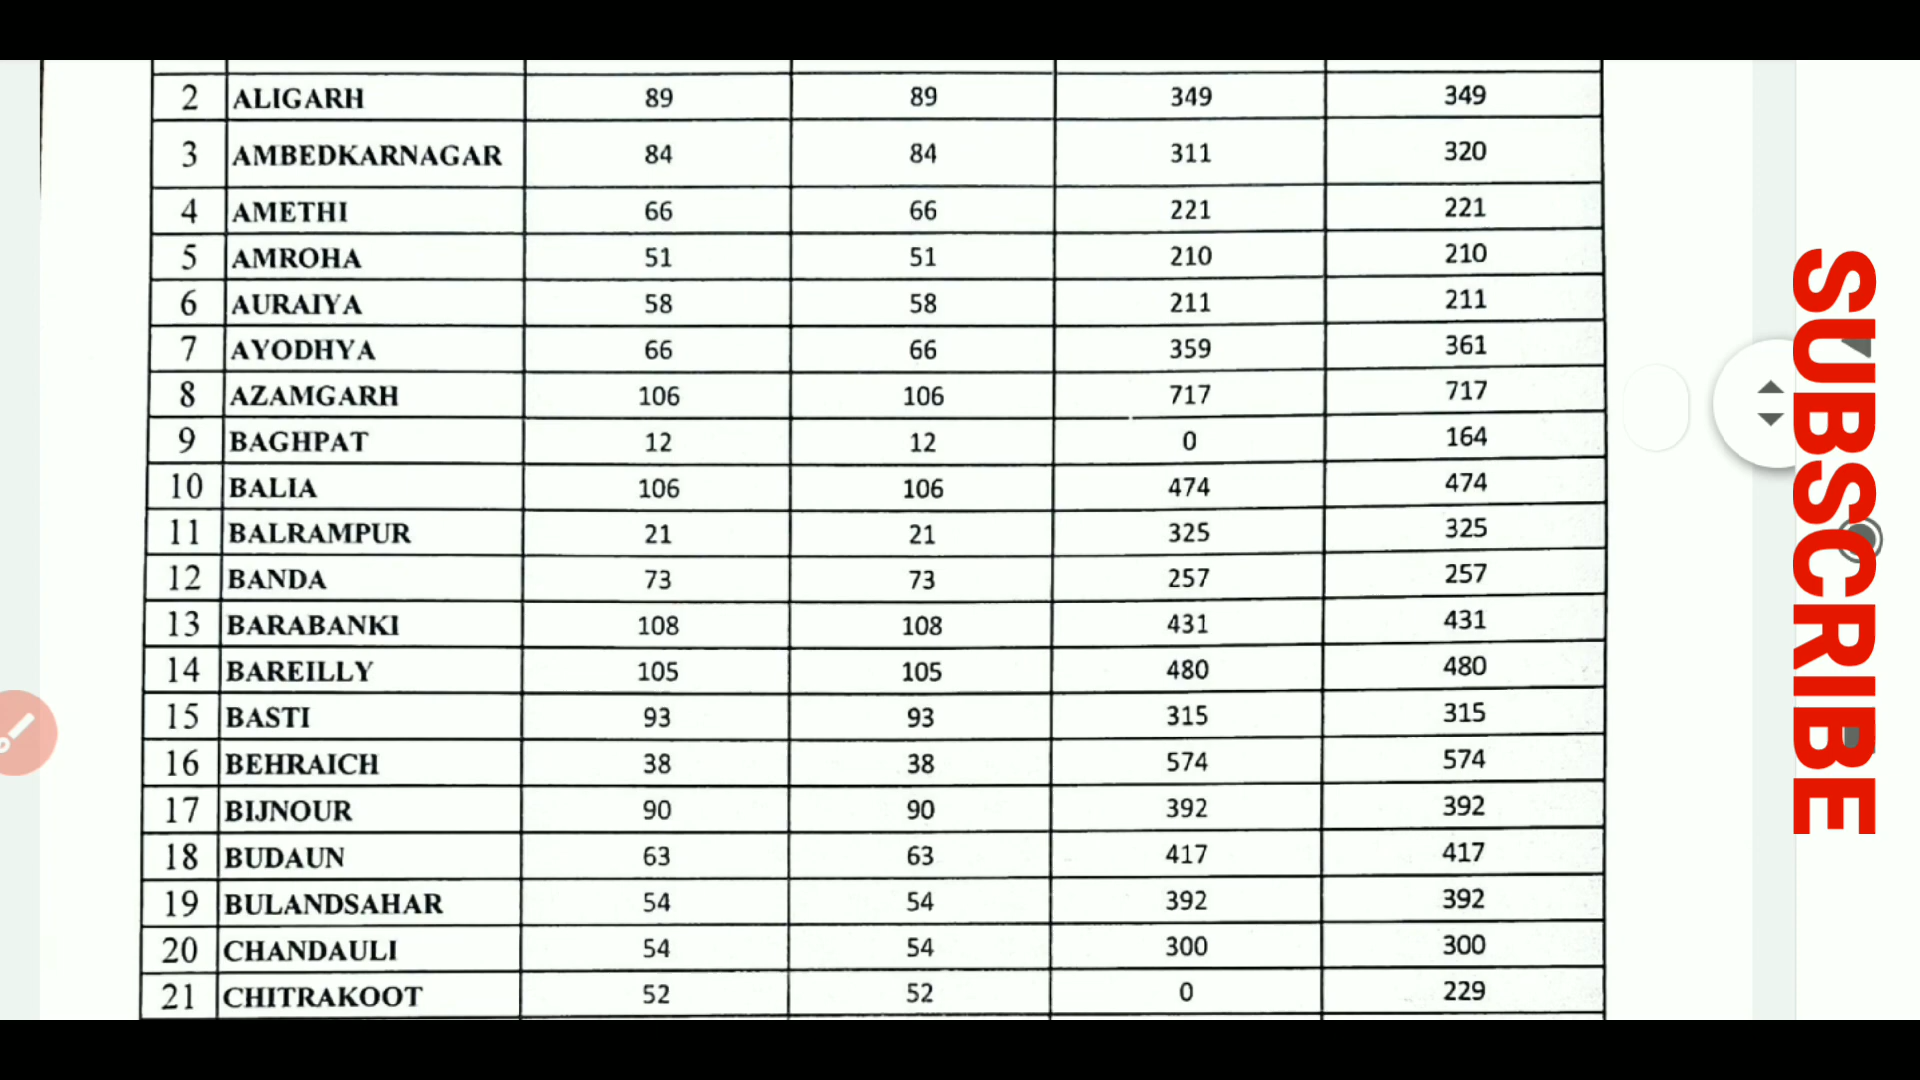 2 ALIGARH 89 89 349 349
3 AMBEDKARNAGAR 84 84 311 320
4 AMETHI 66 66 221 221
5 AMROHA 51 51 210 210
6 AURAIYA 58 58 211 211
7 AYODHYA 66 66 359 361
8 AZAMGARH 106 106 717 717
9 BAGHPAT 12 12 0 164
10 BALIA 106 106 474 474
11 BALRAMPUR 21 21 325 325
12 BANDA 73 73 257 257
13 BARABANKI 108 108 431 431
14 BAREILLY 105 105 480 480
15 BASTI 93 93 315 315
16 BEHRAICH 38 38 574 574
17 BIJNOUR 90 90 392 392
18 BUDAUN 63 63 417 417
19 BULANDSAHAR 54 54 392 392
20 CHANDAULI 54 54 300 300
21 CHITRAKOOT 52 52 0 229
SUBSCRIBE